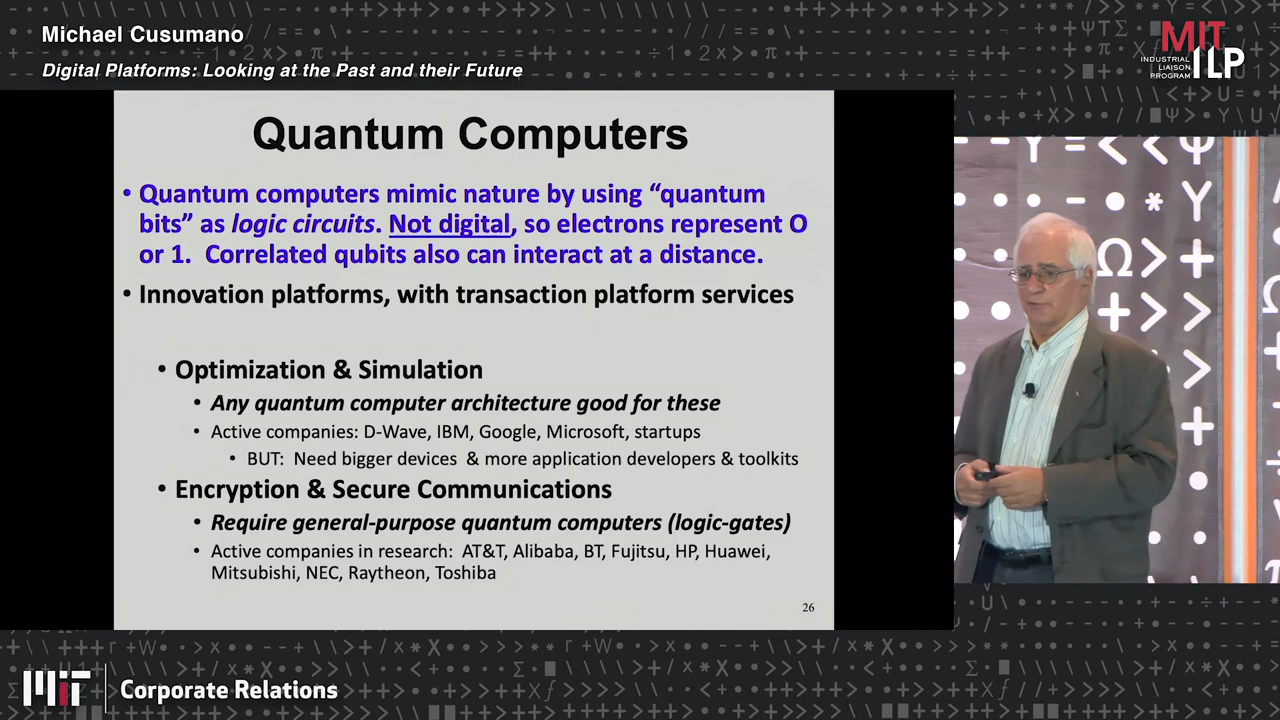 Michael Cusumano
Digital Platforms: Looking at the Past and their Future
MIT
INDUSTRIAL
LIAISON
PROGRAM
ILP
Quantum Computers
• Quantum computers mimic nature by using “quantum
bits” as logic circuits. Not digital, so electrons represent O
or 1.  Correlated qubits also can interact at a distance.
• Innovation platforms, with transaction platform services
• Optimization & Simulation
• Any quantum computer architecture good for these
• Active companies: D-Wave, IBM, Google, Microsoft, startups
• BUT:  Need bigger devices  & more application developers & toolkits
• Encryption & Secure Communications
• Require general-purpose quantum computers (logic-gates)
• Active companies in research:  AT&T, Alibaba, BT, Fujitsu, HP, Huawei,
Mitsubishi, NEC, Raytheon, Toshiba
26
MIT
Corporate Relations